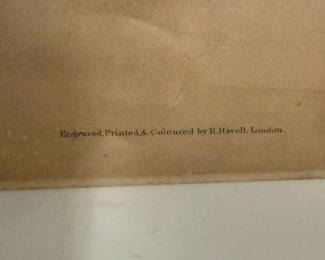 Engraved, Printed, & Coloured by R. Havell, London.